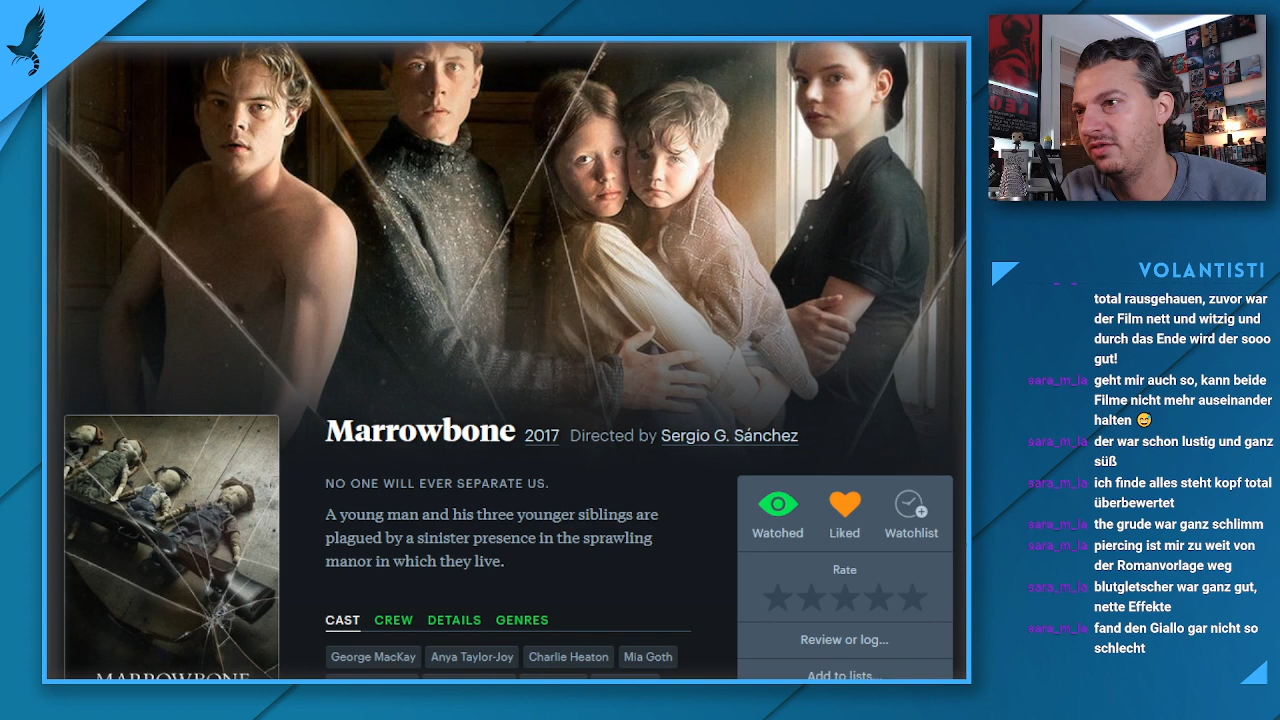 Marrowbone 2017 Directed by Sergio G. Sánchez
NO ONE WILL EVER SEPARATE US.
A young man and his three younger siblings are
plagued by a sinister presence in the sprawling
manor in which they live.
CAST CREW DETAILS GENRES
George MacKay Anya Taylor-Joy Charlie Heaton Mia Goth
MARROWBONE
Watched Liked Watchlist
Rate
Review or log...
Add to lists...
VOLANTISTI
total rausgehauen, zuvor war
der Film nett und witzig und
durch das Ende wird der sooo
gut!
sara_m_la geht mir auch so, kann beide
Filme nicht mehr auseinander
halten 😅
sara_m_la der war schon lustig und ganz
süß
sara_m_la ich finde alles steht kopf total
überbewertet
sara_m_la the grude war ganz schlimm
sara_m_la piercing ist mir zu weit von
der Romanvorlage weg
sara_m_la blutgletscher war ganz gut,
nette Effekte
sara_m_la fand den Giallo gar nicht so
schlecht